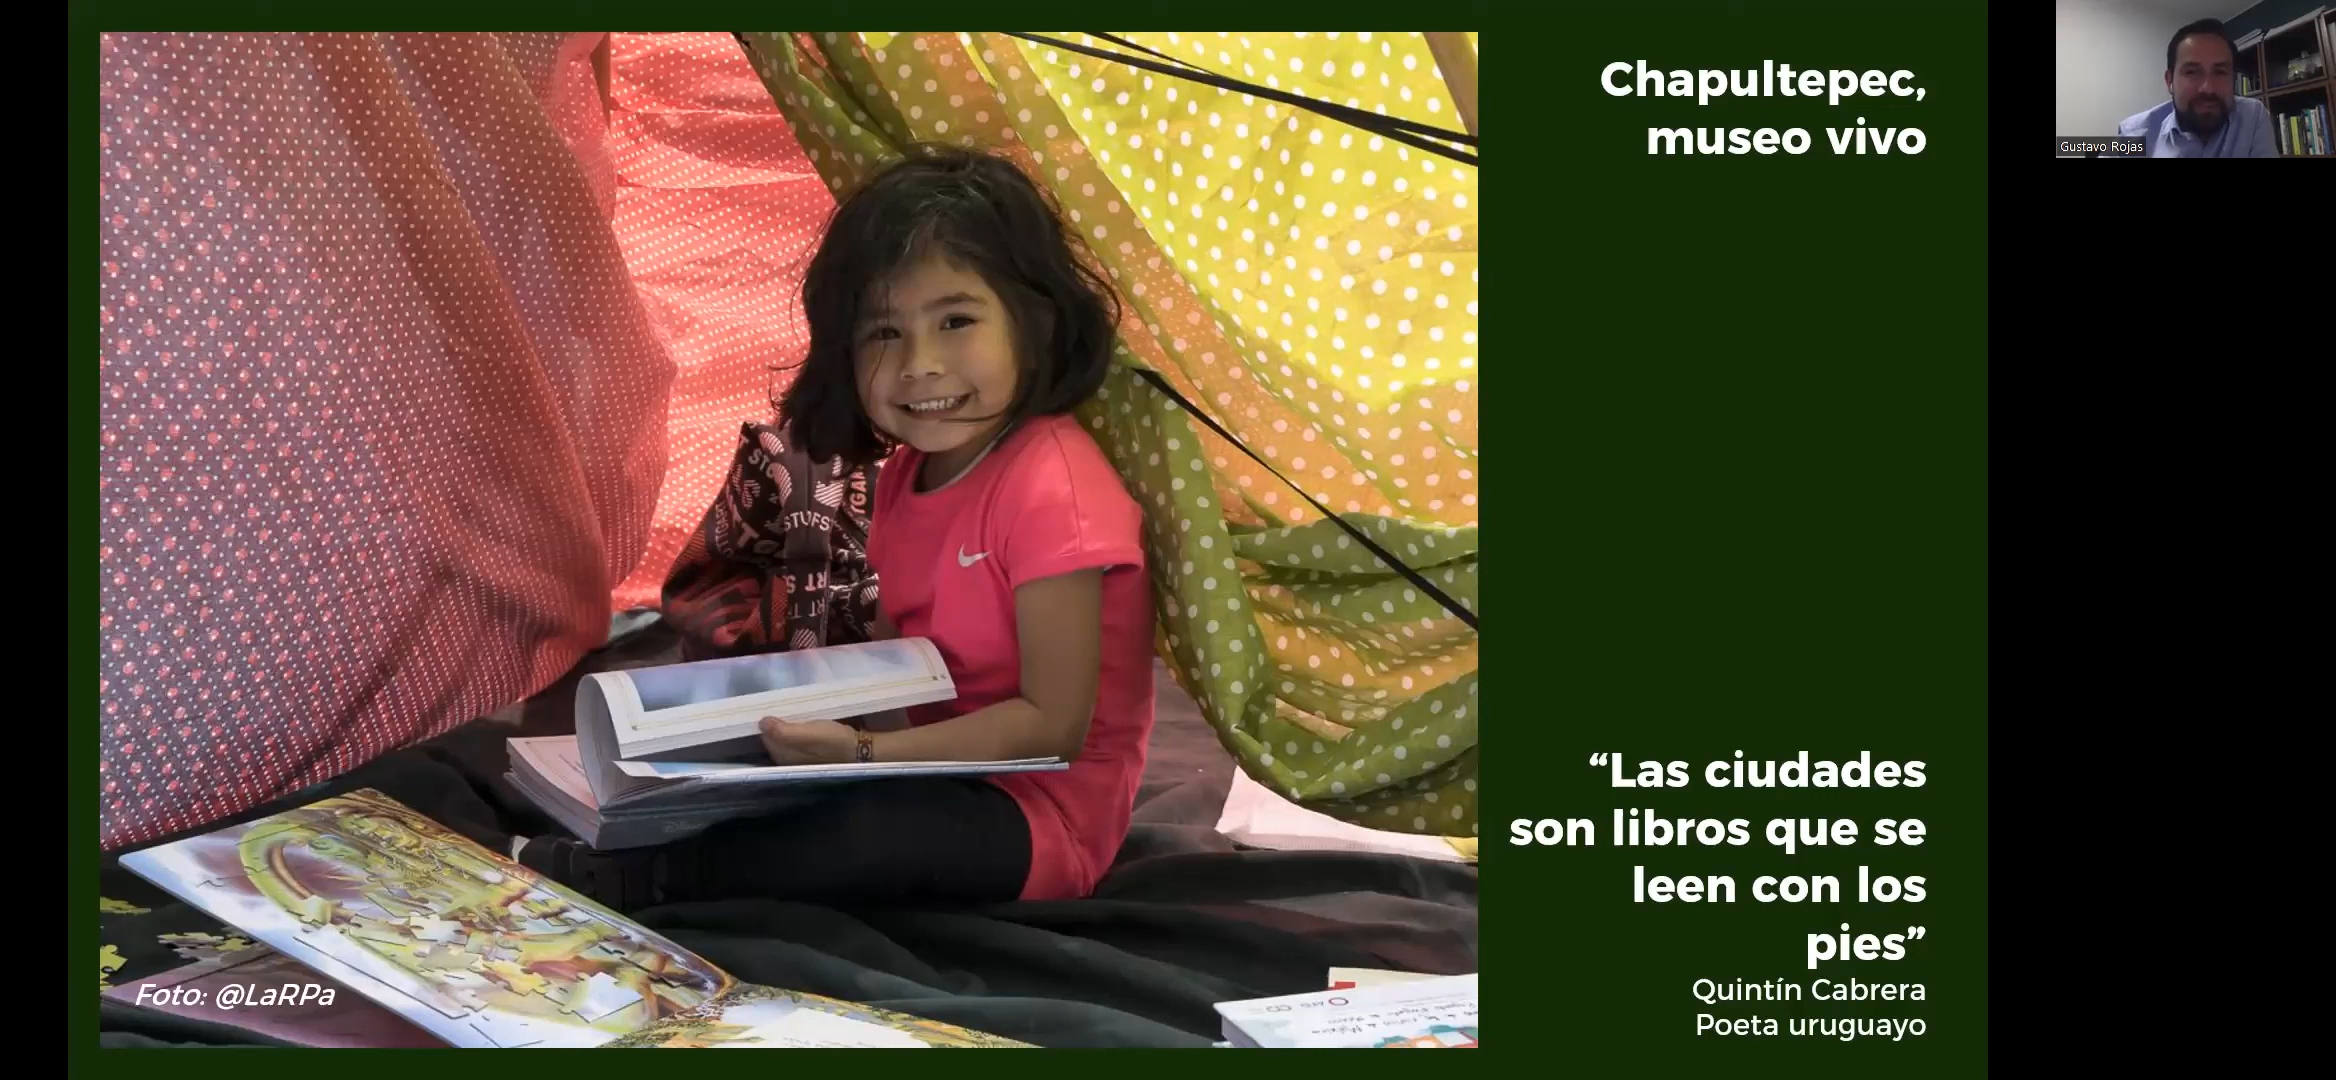 Chapultepec,
museo vivo
Gustavo Rojas
STUFS
“Las ciudades
son libros que se
leen con los
pies”
Quintín Cabrera
Poeta uruguayo
Foto: @LaRPa